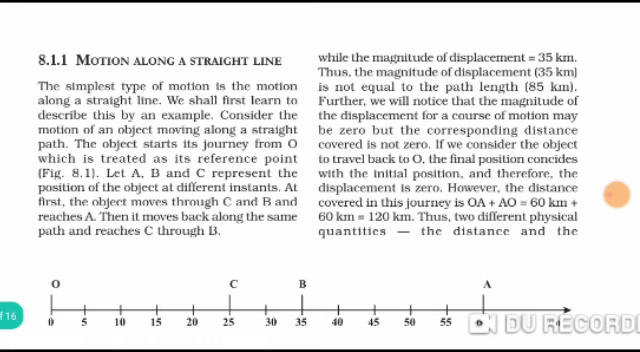 8.1.1 MOTION ALONG A STRAIGHT LINE
The simplest type of motion is the motion
along a straight line. We shall first learn to
describe this by an example. Consider the
motion of an object moving along a straight
path. The object starts its journey from O
which is treated as its reference point
(Fig. 8.1). Let A, B and C represent the
position of the object at different instants. At
first, the object moves through C and B and
reaches A. Then it moves back along the same
path and reaches C through B.
while the magnitude of displacement = 35 km.
Thus, the magnitude of displacement (35 km)
is not equal to the path length (85 km).
Further, we will notice that the magnitude of
the displacement for a course of motion may
be zero but the corresponding distance
covered is not zero. If we consider the object
to travel back to O, the final position concides
with the initial position, and therefore, the
displacement is zero. However, the distance
covered in this journey is OA + AO = 60 km +
60 km = 120 km. Thus, two different physical
quantities — the distance and the
O C B A
0 5 10 15 20 25 30 35 40 45 50 55
f 16
DU RECORD